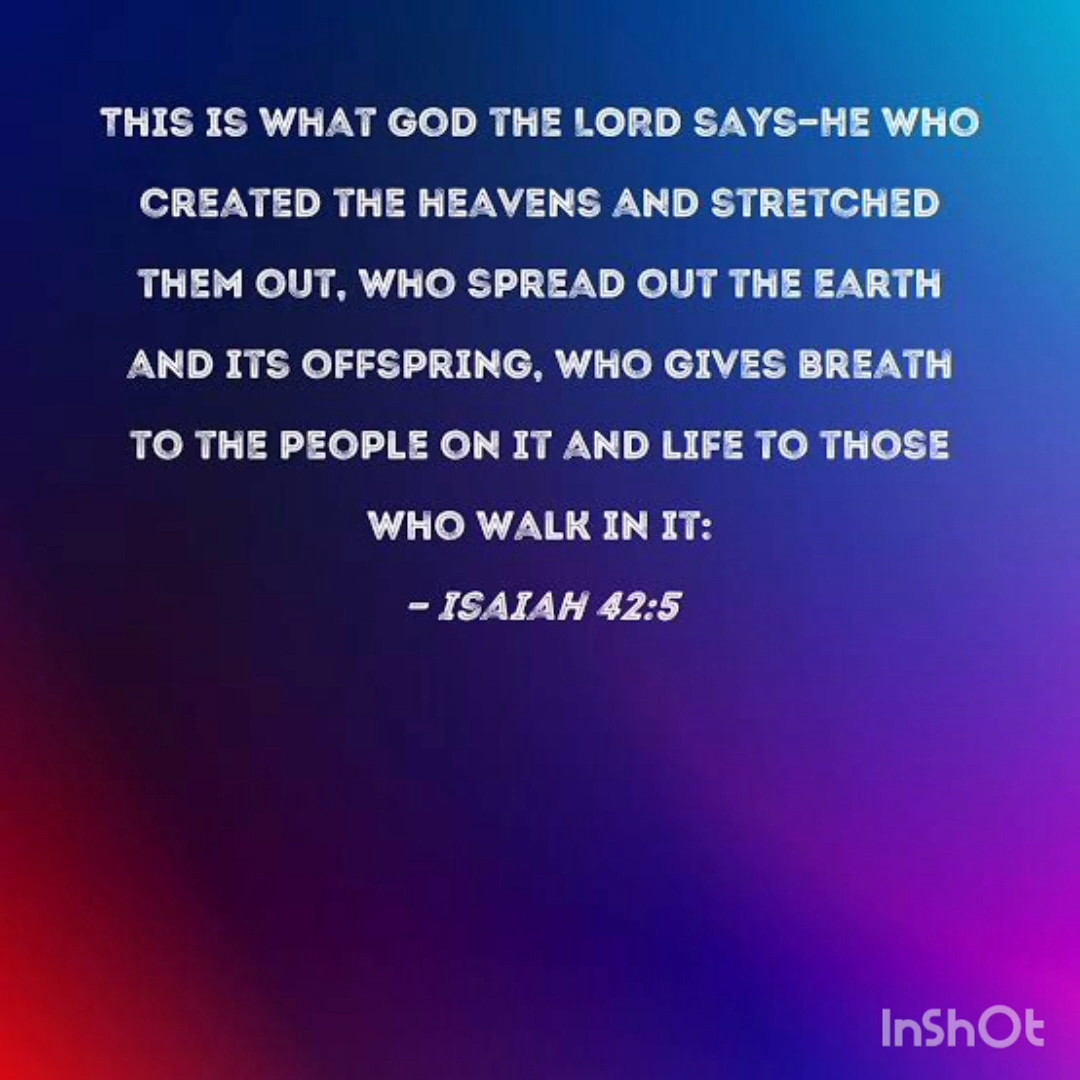 THIS IS WHAT GOD THE LORD SAYS-HE WHO
CREATED THE HEAVENS AND STRETCHED
THEM OUT, WHO SPREAD OUT THE EARTH
AND ITS OFFSPRING, WHO GIVES BREATH
TO THE PEOPLE ON IT AND LIFE TO THOSE
WHO WALK IN IT:
- ISAIAH 42:5
InShOt